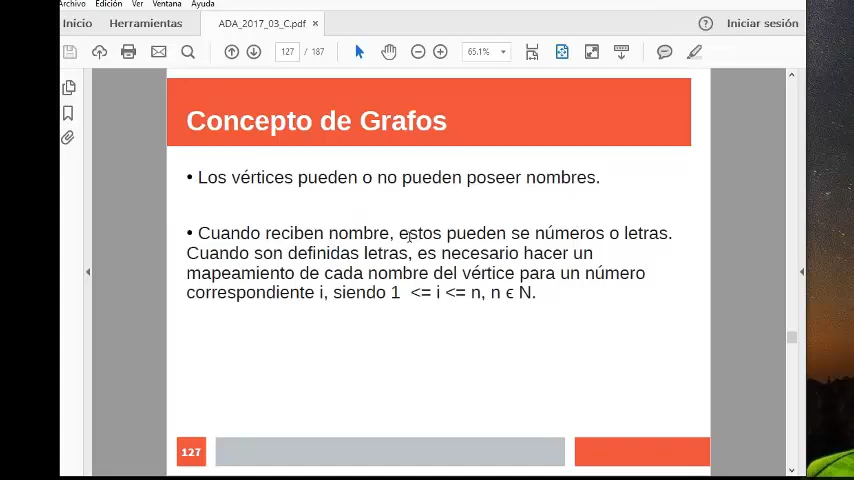 Archivo Edición Ver Ventana Ayuda
Inicio Herramientas ADA_2017_03_C.pdf × ? Iniciar sesión
127 / 187 65.1%
Concepto de Grafos
• Los vértices pueden o no pueden poseer nombres.
• Cuando reciben nombre, estos pueden se números o letras.
Cuando son definidas letras, es necesario hacer un
mapeamiento de cada nombre del vértice para un número
correspondiente i, siendo 1 <= i <= n, n ϵ N.
127